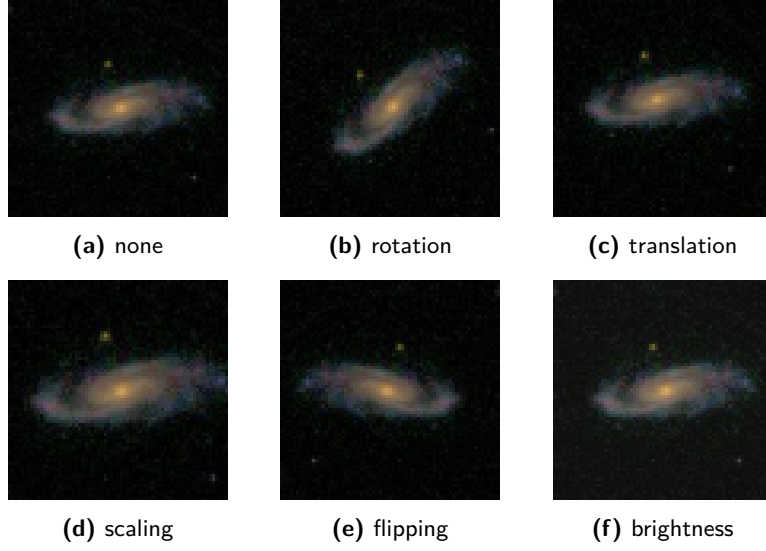 (a) none
(b) rotation
(c) translation
(d) scaling
(e) flipping
(f) brightness